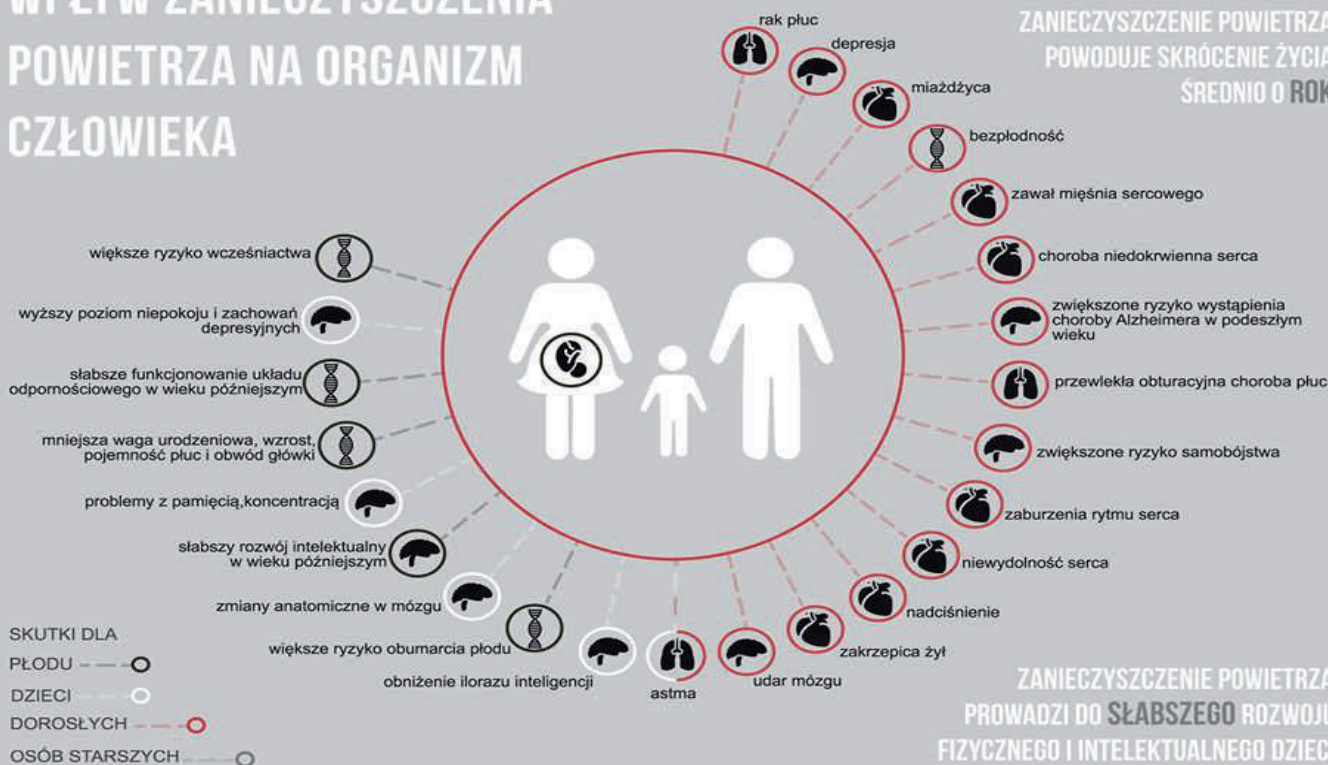 WPŁYW ZANIECZYSZCZENIA
POWIETRZA NA ORGANIZM
CZŁOWIEKA
ZANIECZYSZCZENIE POWIETRZA
POWODUJE SKRÓCENIE ŻYCIA
ŚREDNIO O ROK
rak płuc
depresja
miażdżyca
bezpłodność
zawał mięśnia sercowego
choroba niedokrwienna serca
zwiększone ryzyko wystąpienia
choroby Alzheimera w podeszłym
wieku
przewlekła obturacyjna choroba płuc
zwiększone ryzyko samobójstwa
zaburzenia rytmu serca
niewydolność serca
nadciśnienie
zakrzepica żył
udar mózgu
astma
obniżenie ilorazu inteligencji
większe ryzyko obumarcia płodu
zmiany anatomiczne w mózgu
słabszy rozwój intelektualny
w wieku późniejszym
problemy z pamięcią,koncentracją
mniejsza waga urodzeniowa, wzrost,
pojemność płuc i obwód główki
słabsze funkcjonowanie układu
odpornościowego w wieku późniejszym
wyższy poziom niepokoju i zachowań
depresyjnych
większe ryzyko wcześniactwa
SKUTKI DLA
PŁODU
DZIECI
DOROSŁYCH
OSÓB STARSZYCH
ZANIECZYSZCZENIE POWIETRZA
PROWADZI DO SŁABSZEGO ROZWOJU
FIZYCZNEGO I INTELEKTUALNEGO DZIECI